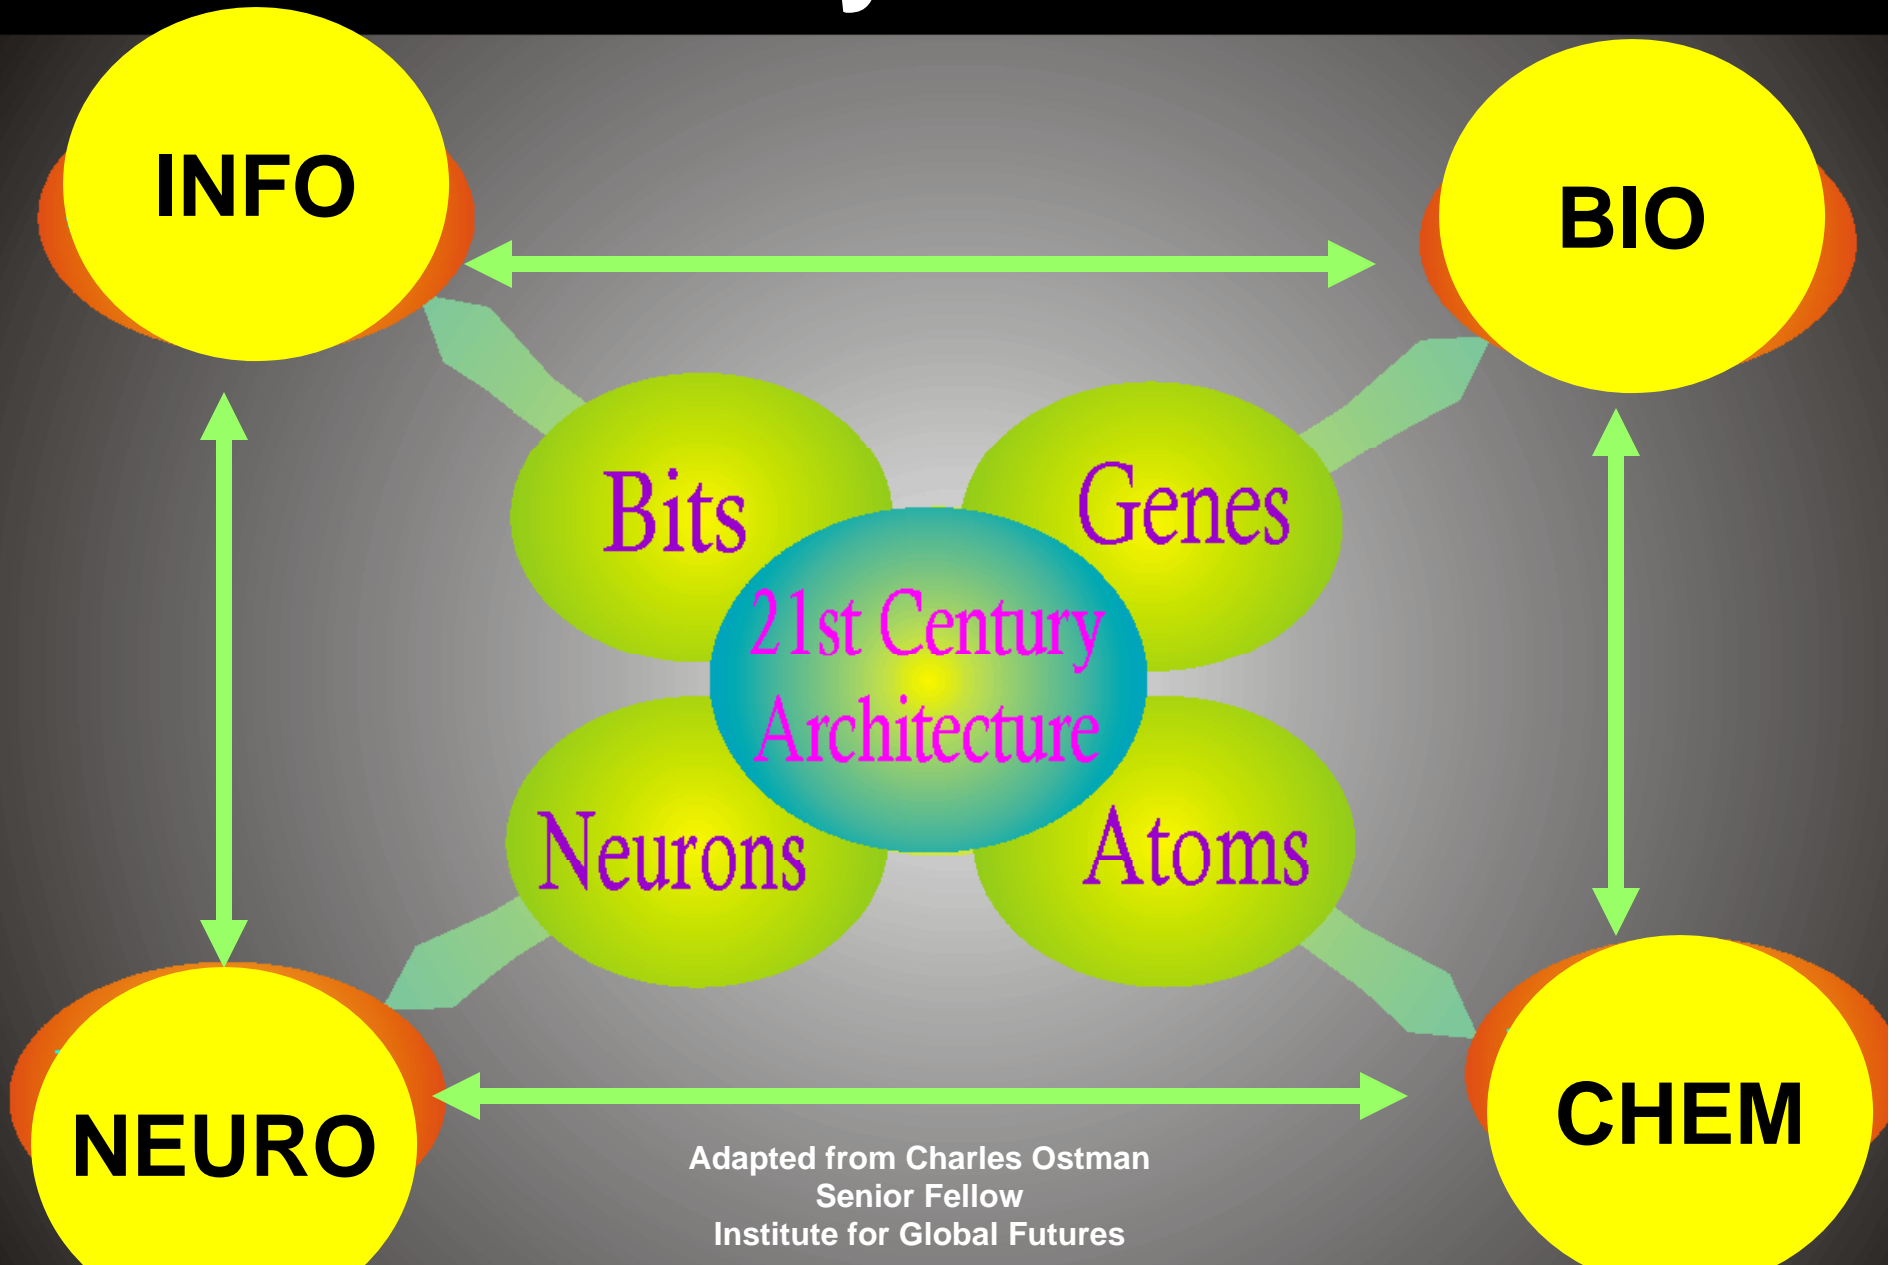 INFO
BIO
Bits
Genes
21st Century
Architecture
Neurons
Atoms
NEURO
CHEM
Adapted from Charles Ostman
Senior Fellow
Institute for Global Futures